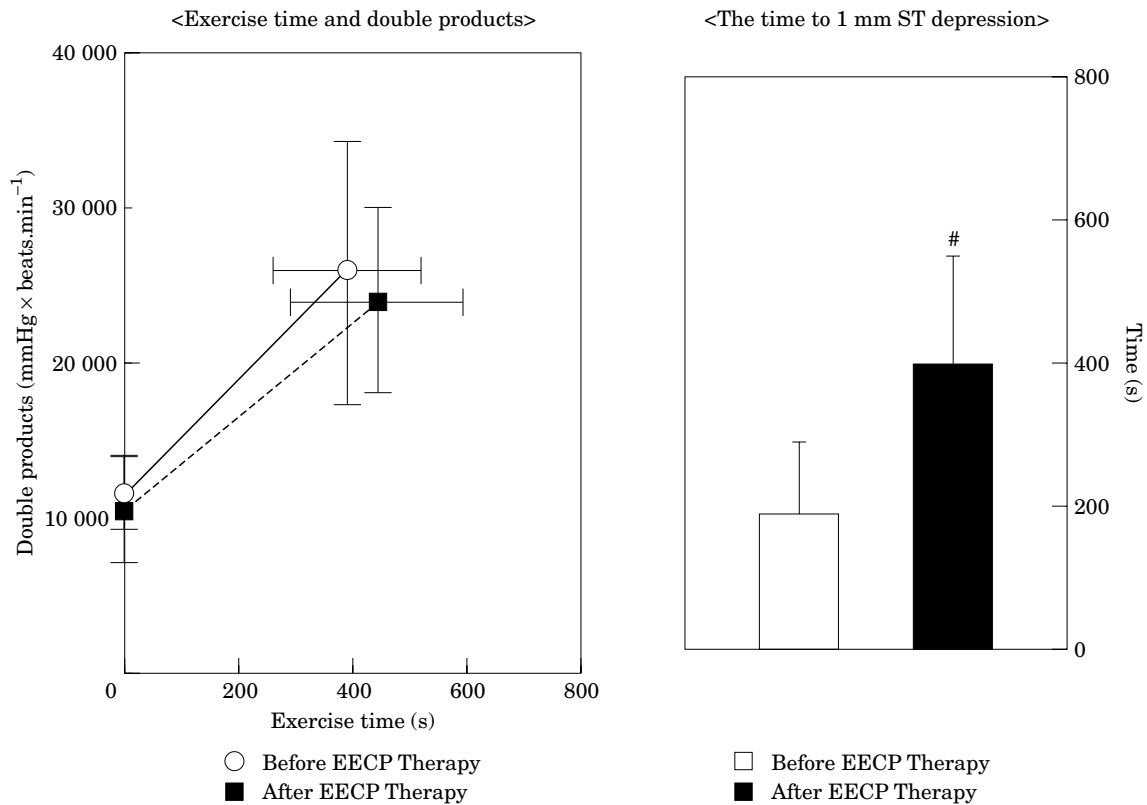 <Exercise time and double products>
40 000
30 000
20 000
10 000
Double products (mmHg × beats.min⁻¹)
0
200
400
600
800
Exercise time (s)
Before EECP Therapy
After EECP Therapy
<The time to 1 mm ST depression>
#
800
600
400
200
0
Time (s)
Before EECP Therapy
After EECP Therapy